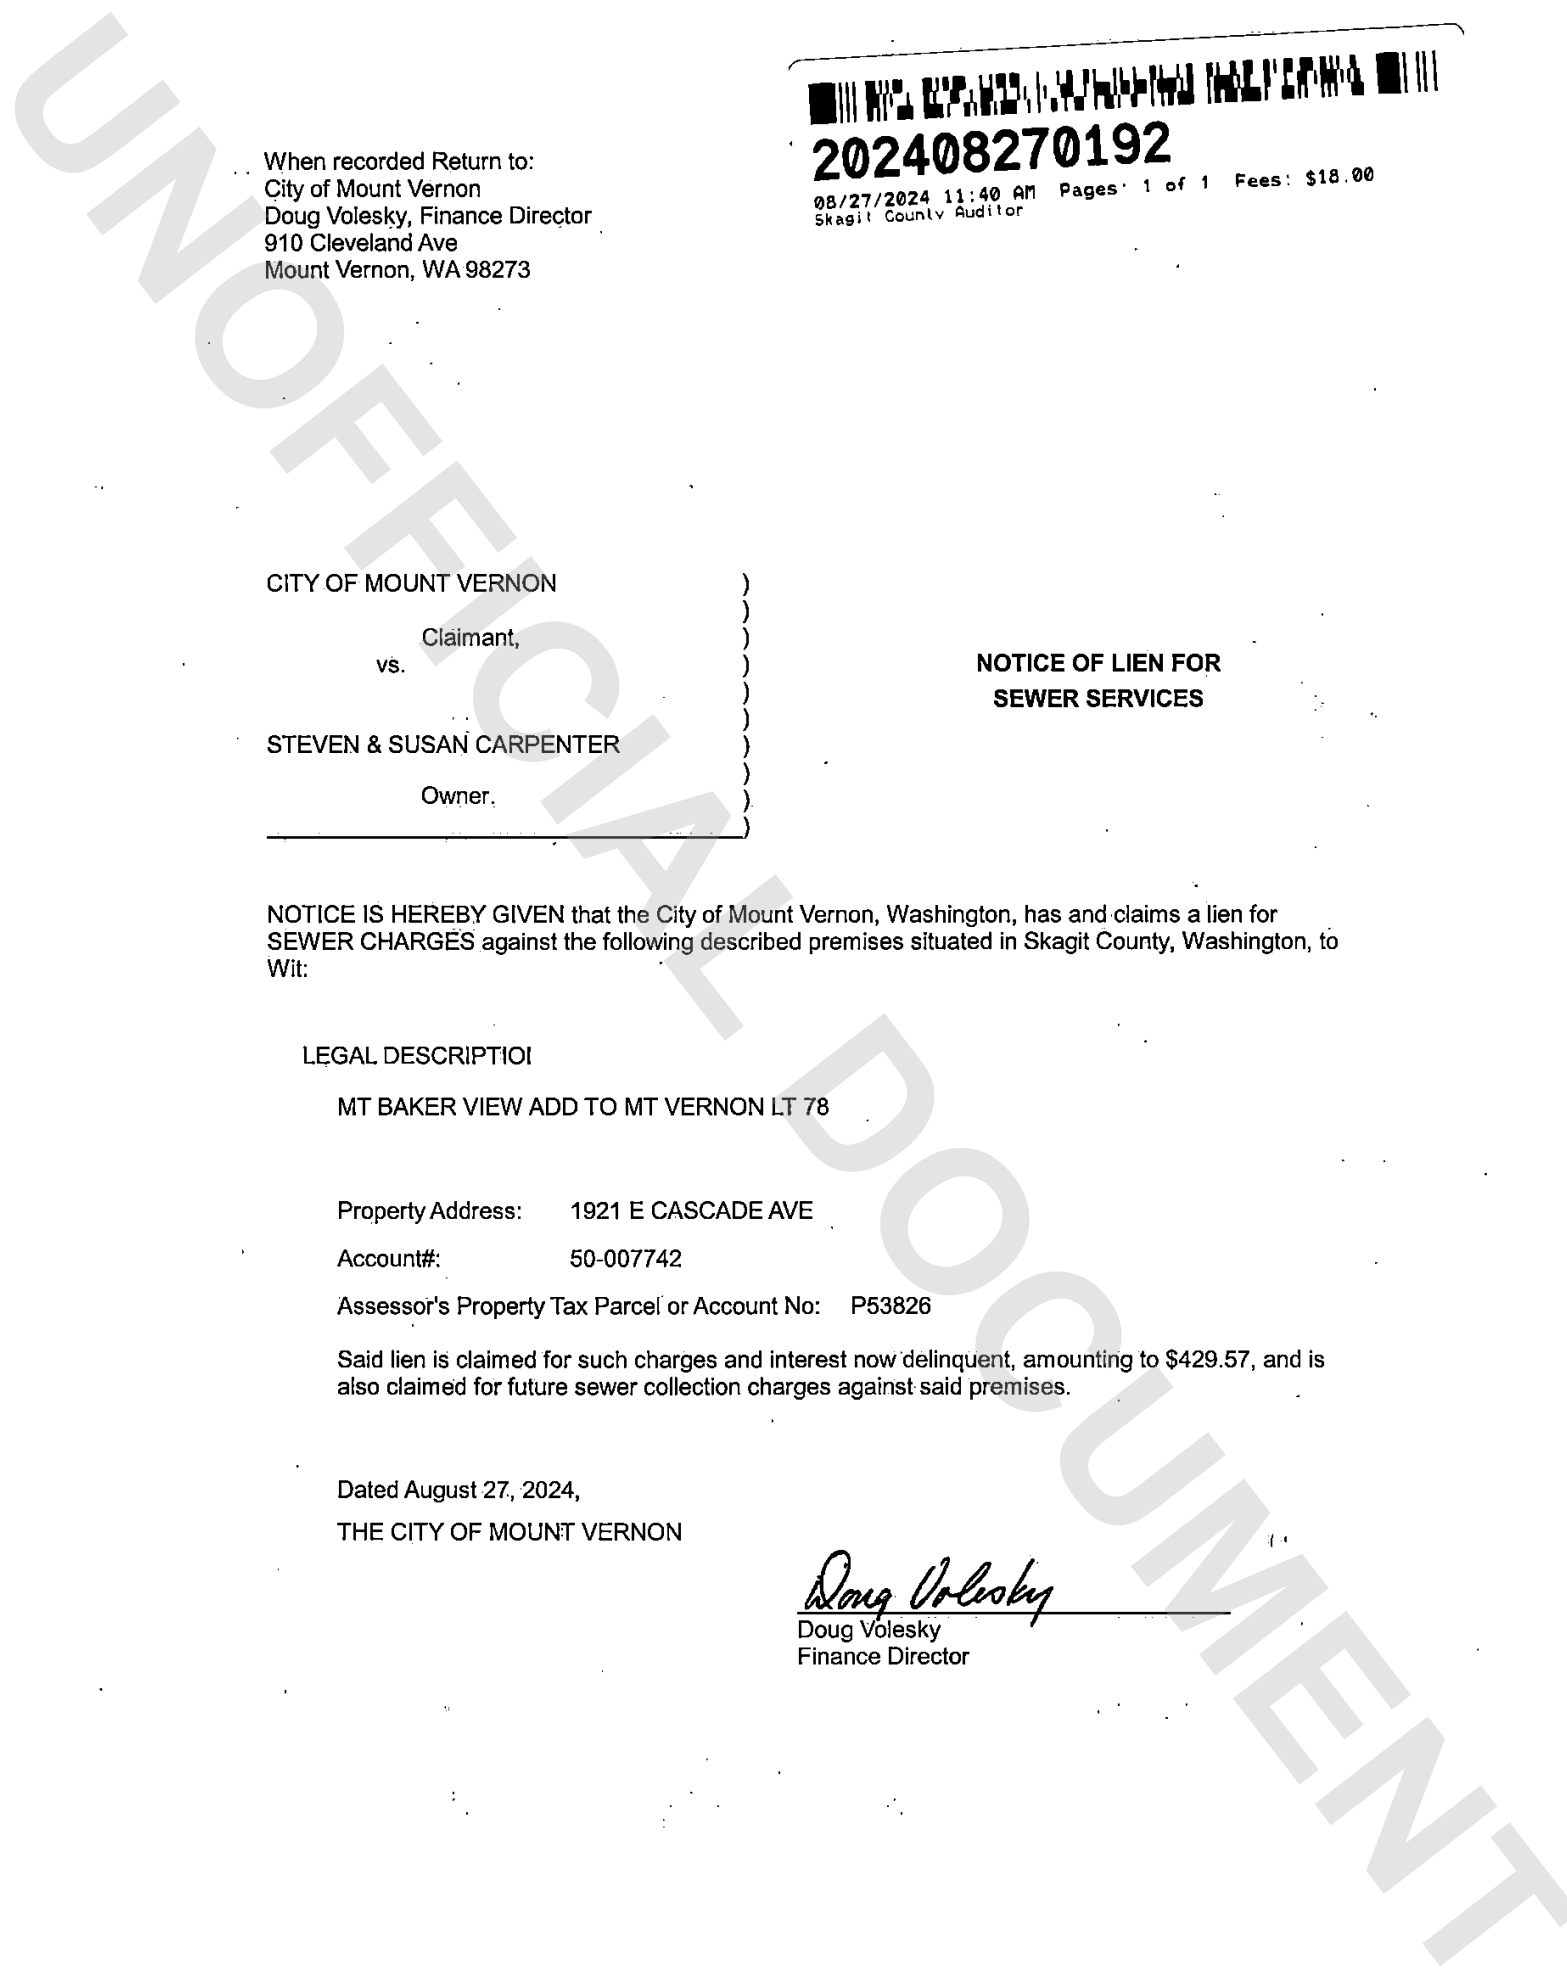 When recorded Return to:
City of Mount Vernon
Doug Volesky, Finance Director
910 Cleveland Ave
Mount Vernon, WA 98273
202408270192
08/27/2024 11:40 AM Pages: 1 of 1 Fees: $18.00
Skagit County Auditor
CITY OF MOUNT VERNON
)
)
Claimant, )
vs. )
)
)
STEVEN & SUSAN CARPENTER )
)
Owner. )
)
NOTICE OF LIEN FOR
SEWER SERVICES
NOTICE IS HEREBY GIVEN that the City of Mount Vernon, Washington, has and claims a lien for
SEWER CHARGES against the following described premises situated in Skagit County, Washington, to
Wit:
LEGAL DESCRIPTIOI
MT BAKER VIEW ADD TO MT VERNON LT 78
Property Address: 1921 E CASCADE AVE
Account#: 50-007742
Assessor's Property Tax Parcel or Account No: P53826
Said lien is claimed for such charges and interest now delinquent, amounting to $429.57, and is
also claimed for future sewer collection charges against said premises.
Dated August 27, 2024,
THE CITY OF MOUNT VERNON
Doug Volesky
Doug Volesky
Finance Director
UNOFFICIAL DOCUMENT